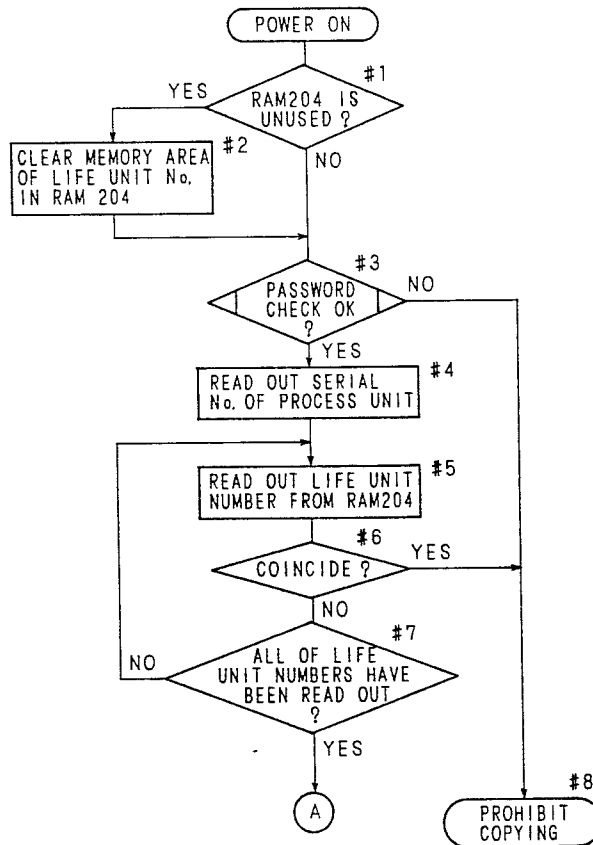 POWER ON
#1
YES
RAM204 IS
UNUSED ?
#2
CLEAR MEMORY AREA
OF LIFE UNIT No.
IN RAM 204
NO
#3
PASSWORD
CHECK OK
?
NO
YES
#4
READ OUT SERIAL
No. OF PROCESS UNIT
#5
READ OUT LIFE UNIT
NUMBER FROM RAM204
#6
COINCIDE ?
YES
NO
#7
NO
ALL OF LIFE
UNIT NUMBERS HAVE
BEEN READ OUT
?
YES
A
#8
PROHIBIT
COPYING